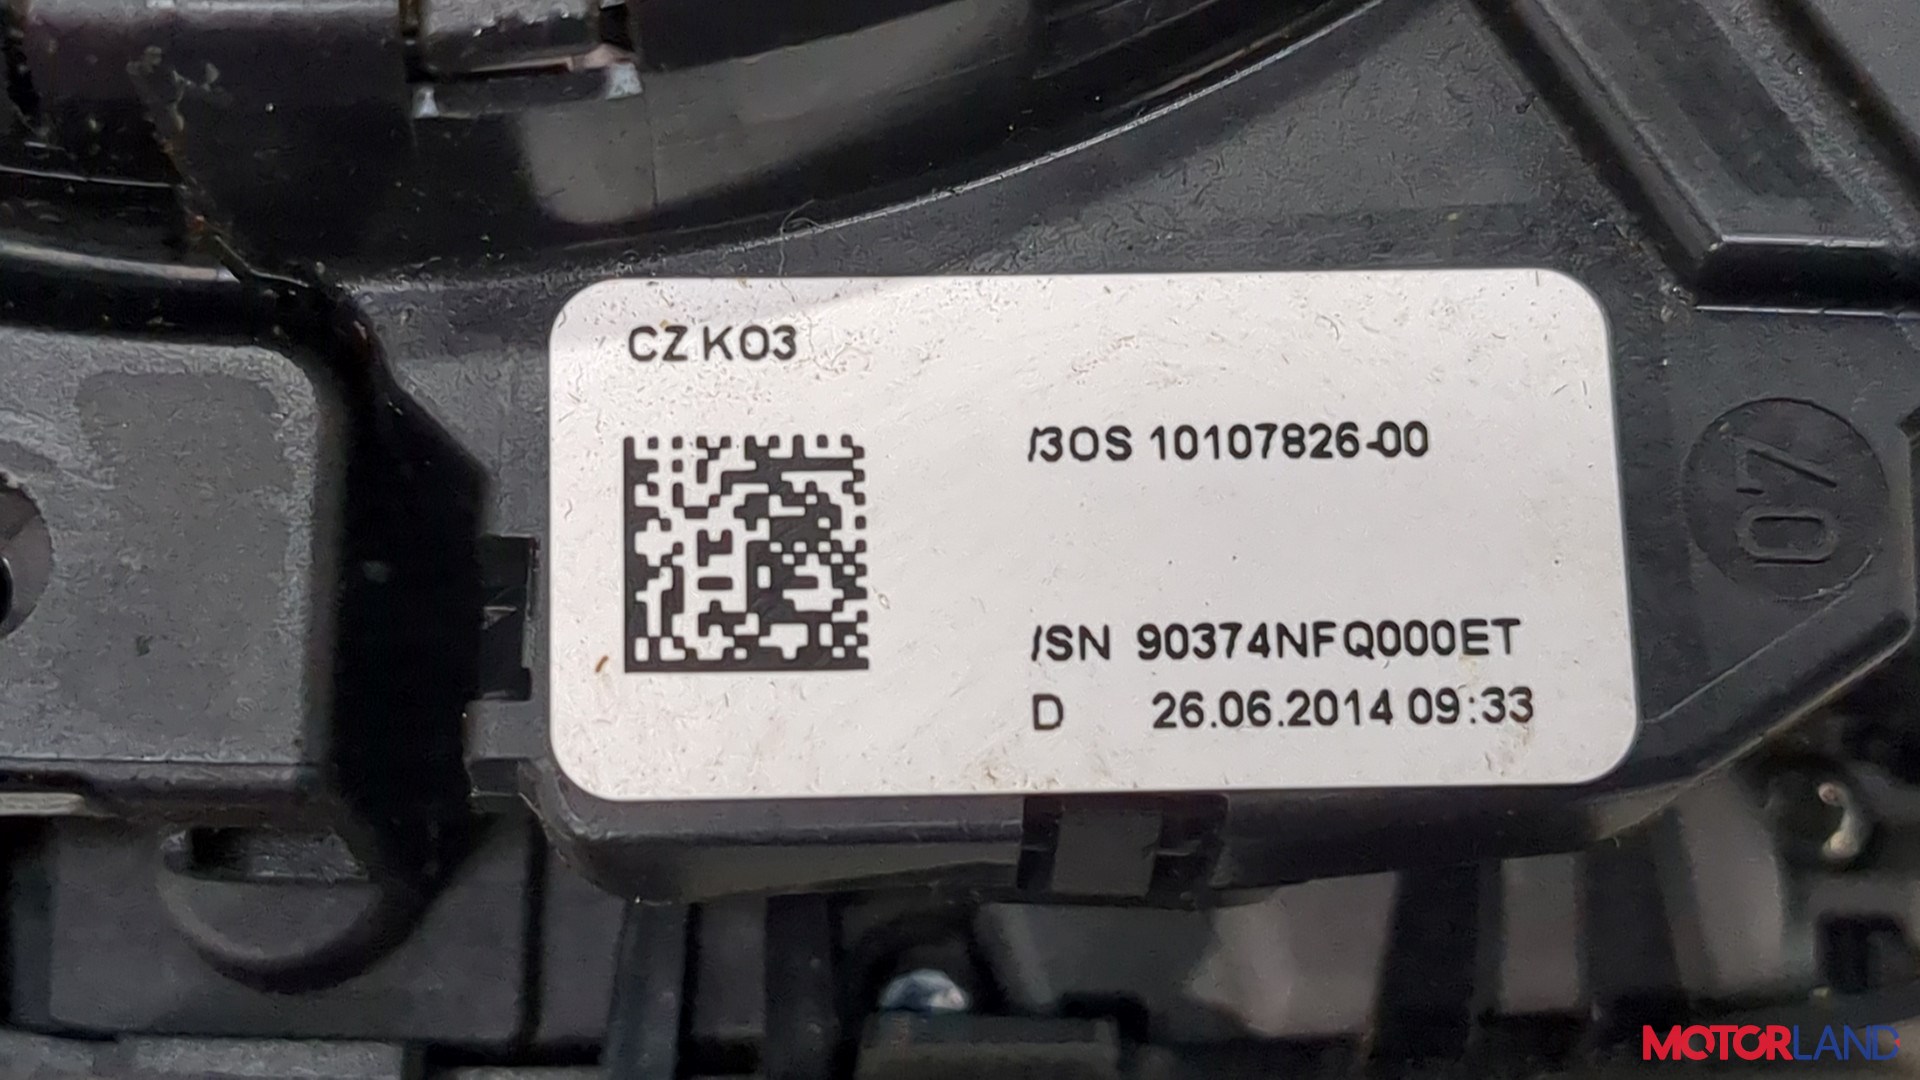 CZ K03
/3OS 10107826-00
/SN 90374NFQ000ET
D 26.06.2014 09:33
07
MOTORLAND